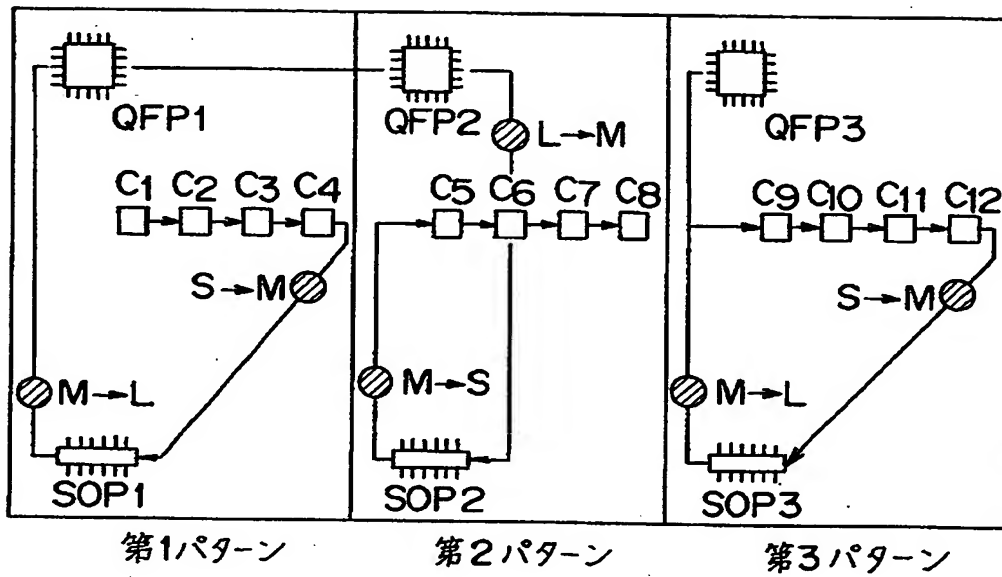 QFP1
QFP2
QFP3
L→M
C1 C2 C3 C4
C5 C6 C7 C8
C9 C10 C11 C12
S→M
S→M
M→L
M→S
M→L
SOP1
SOP2
SOP3
第1パターン
第2パターン
第3パターン